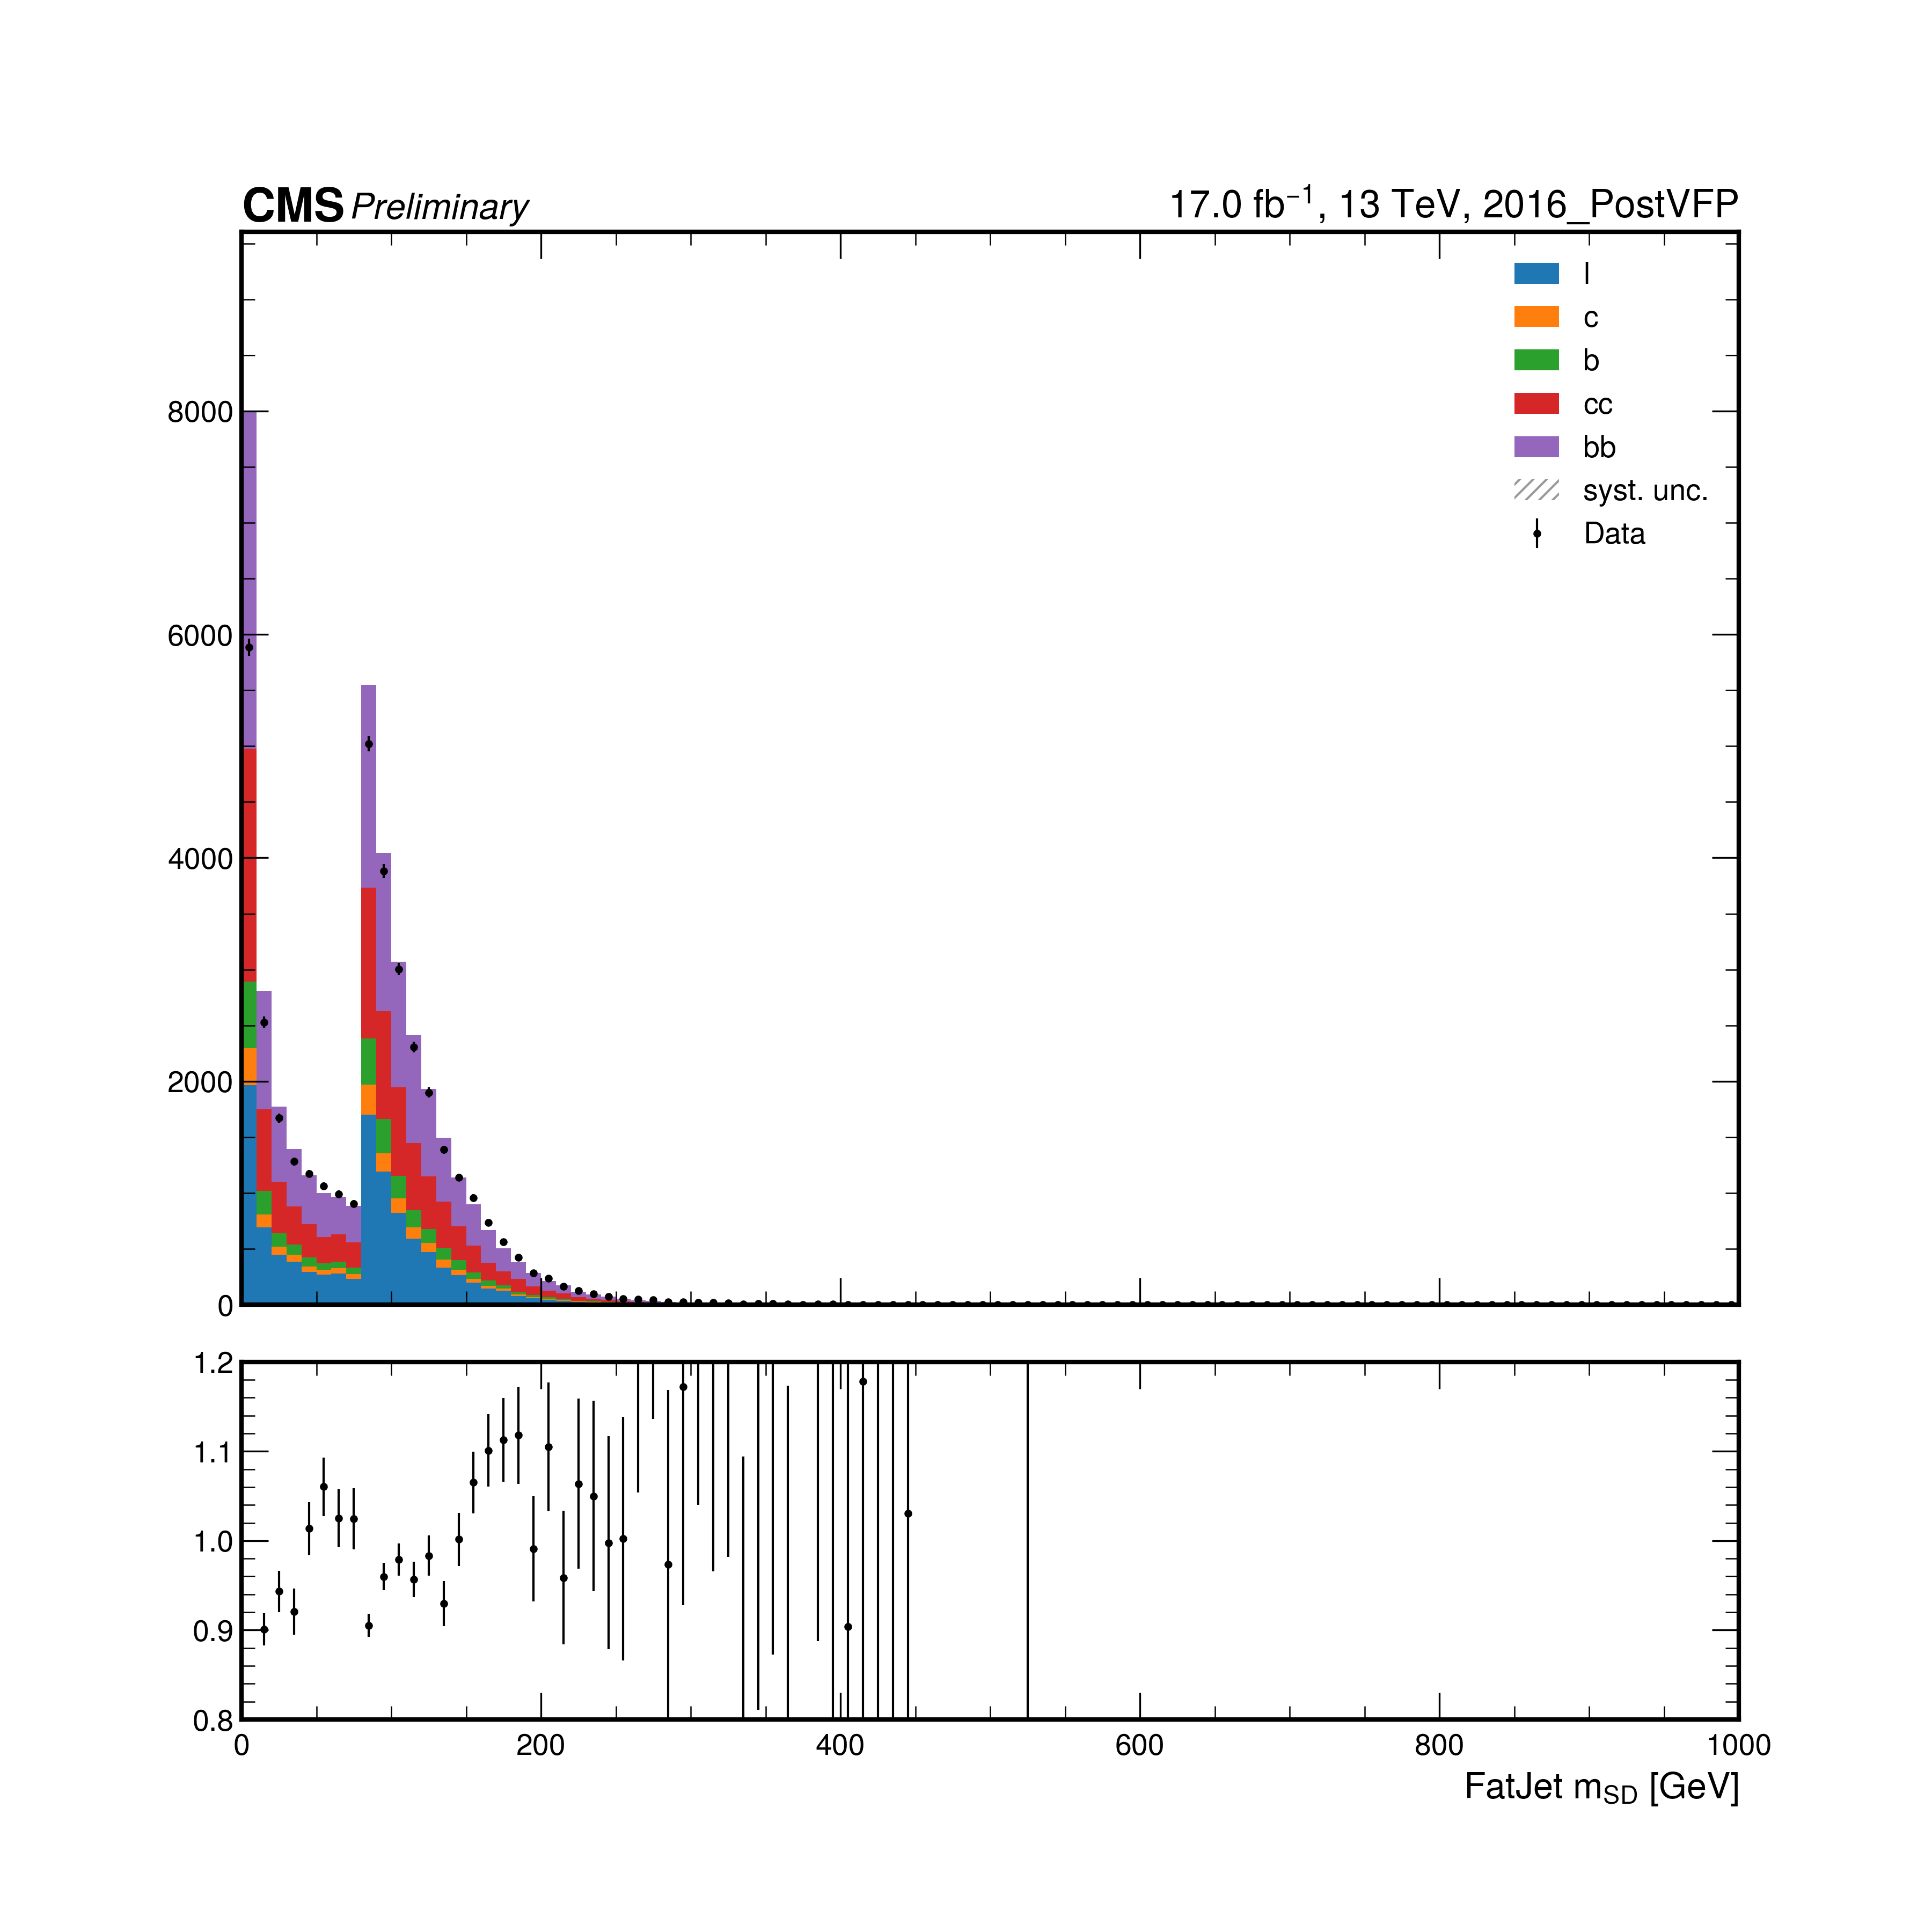 CMS Preliminary 17.0 fb⁻¹, 13 TeV, 2016_PostVFP
l
c
b
8000
cc
bb
syst. unc.
Data
6000
4000
2000
0
1.2
1.1
1.0
0.9
0.8
0 200 400 600 800 1000
FatJet m_SD [GeV]